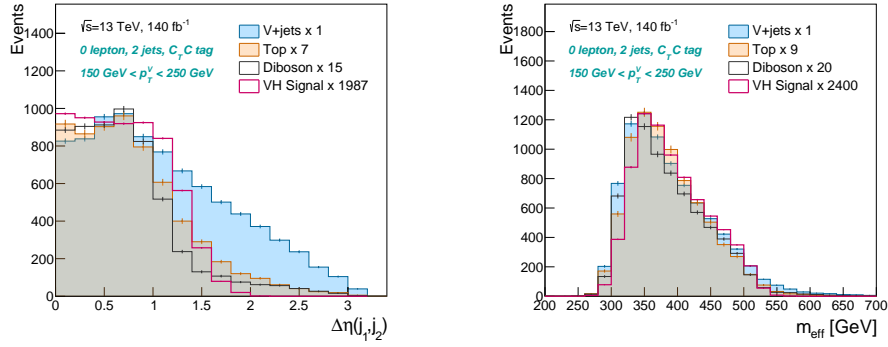 Events
√s=13 TeV, 140 fb⁻¹
0 lepton, 2 jets, C_T C tag
150 GeV < p_T^V < 250 GeV
V+jets x 1
Top x 7
Diboson x 15
VH Signal x 1987
1400
1200
1000
800
600
400
200
0
0 0.5 1 1.5 2 2.5 3
Δη(j_1,j_2)
Events
√s=13 TeV, 140 fb⁻¹
0 lepton, 2 jets, C_T C tag
150 GeV < p_T^V < 250 GeV
V+jets x 1
Top x 9
Diboson x 20
VH Signal x 2400
1800
1600
1400
1200
1000
800
600
400
200
0
200 250 300 350 400 450 500 550 600 650 700
m_eff [GeV]